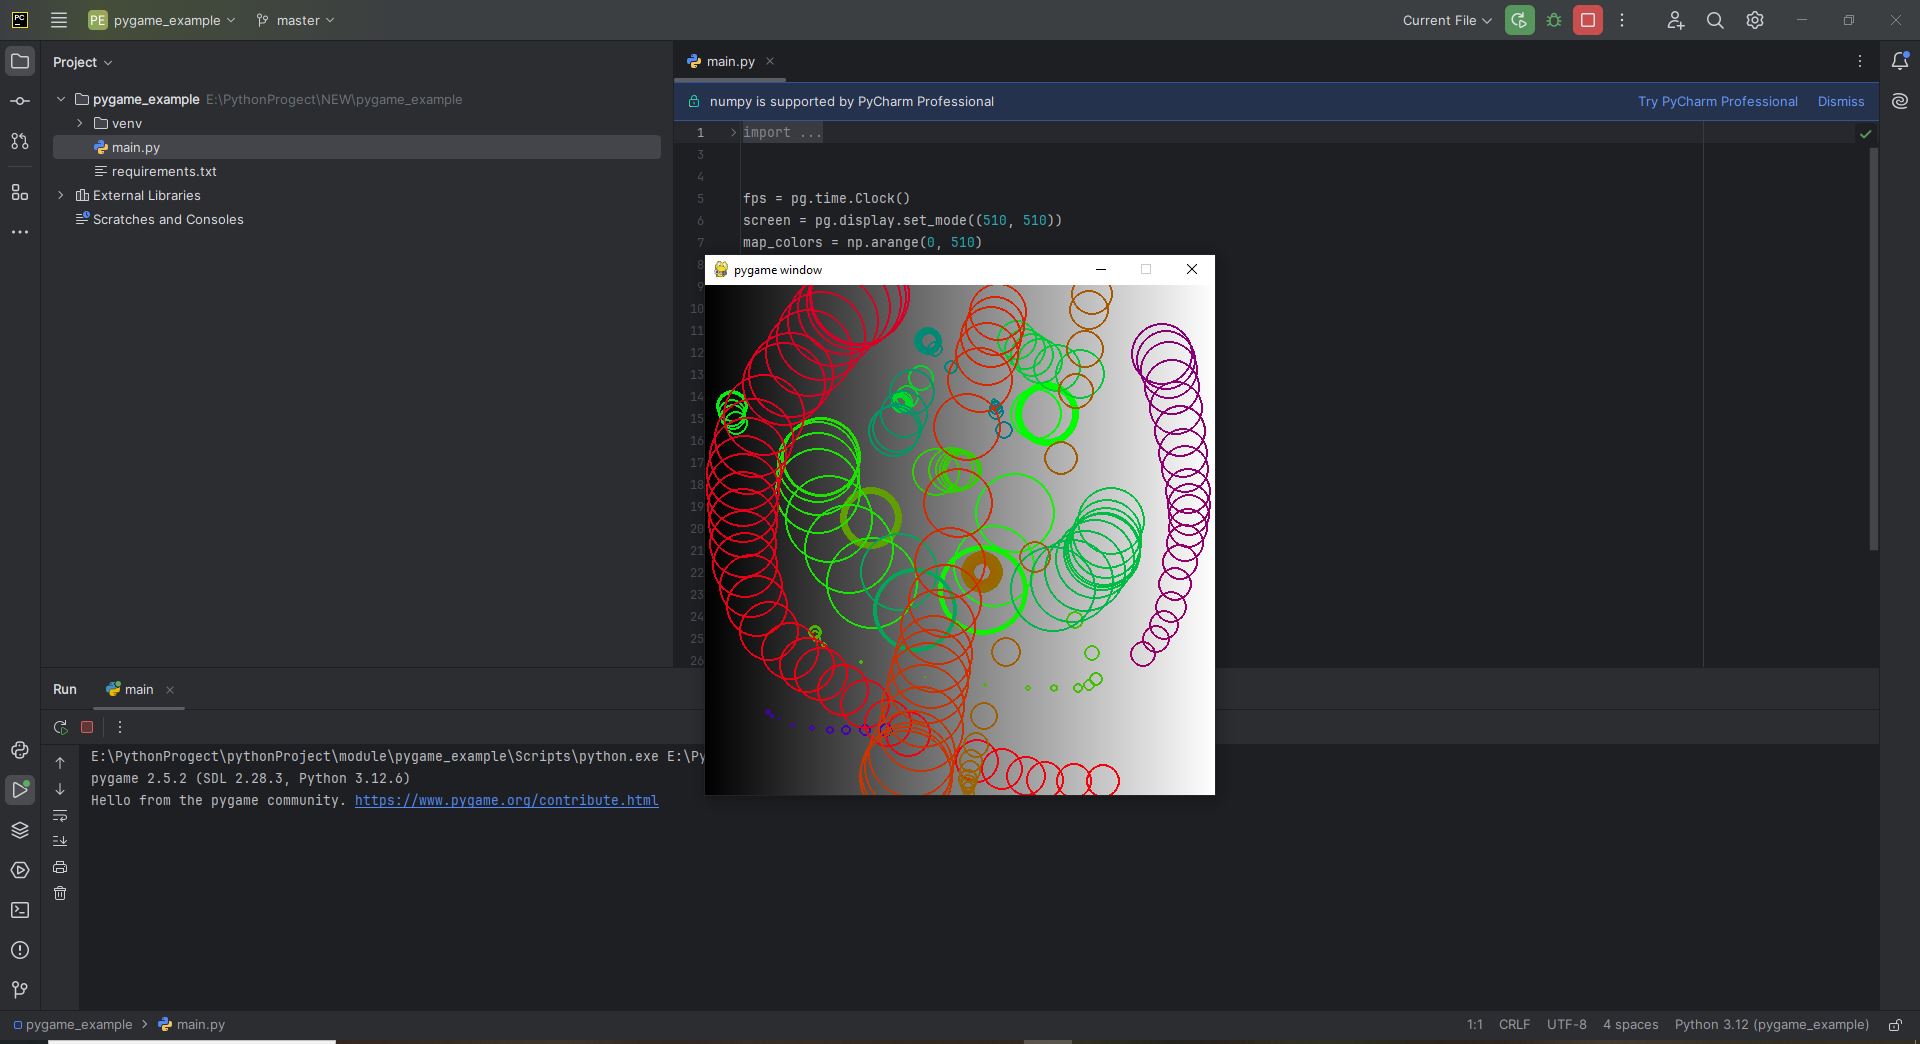 PC
PE pygame_example
master
Current File
Project
main.py
pygame_example E:\PythonProgect\NEW\pygame_example
venv
main.py
requirements.txt
External Libraries
Scratches and Consoles
numpy is supported by PyCharm Professional
Try PyCharm Professional Dismiss
1 import ...
3
4
5 fps = pg.time.Clock()
6 screen = pg.display.set_mode((510, 510))
7 map_colors = np.arange(0, 510)
8
pygame window
9
10
11
12
13
14
15
16
17
18
19
20
21
22
23
24
25
26
Run main
E:\PythonProgect\pythonProject\module\pygame_example\Scripts\python.exe E:\Py
pygame 2.5.2 (SDL 2.28.3, Python 3.12.6)
Hello from the pygame community. https://www.pygame.org/contribute.html
pygame_example main.py
1:1 CRLF UTF-8 4 spaces Python 3.12 (pygame_example)